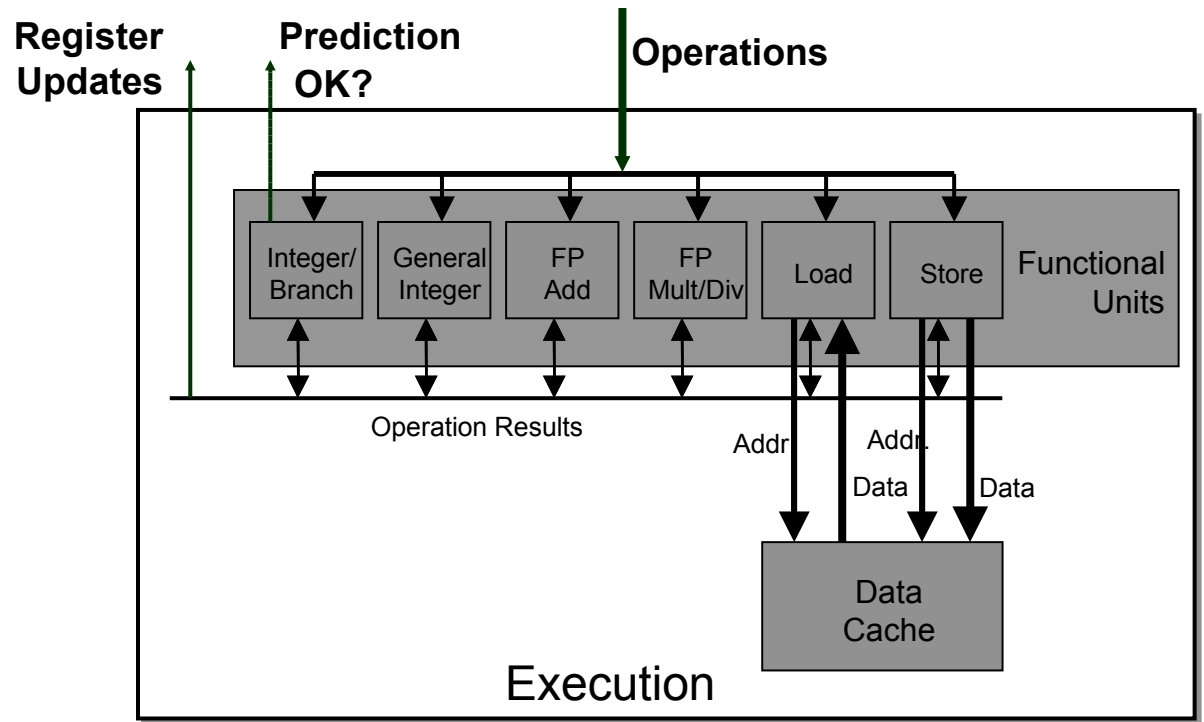 Register
Updates
Prediction
OK?
Operations
Integer/
Branch
General
Integer
FP
Add
FP
Mult/Div
Load
Store
Functional
Units
Operation Results
Addr
Addr.
Data
Data
Data
Cache
Execution